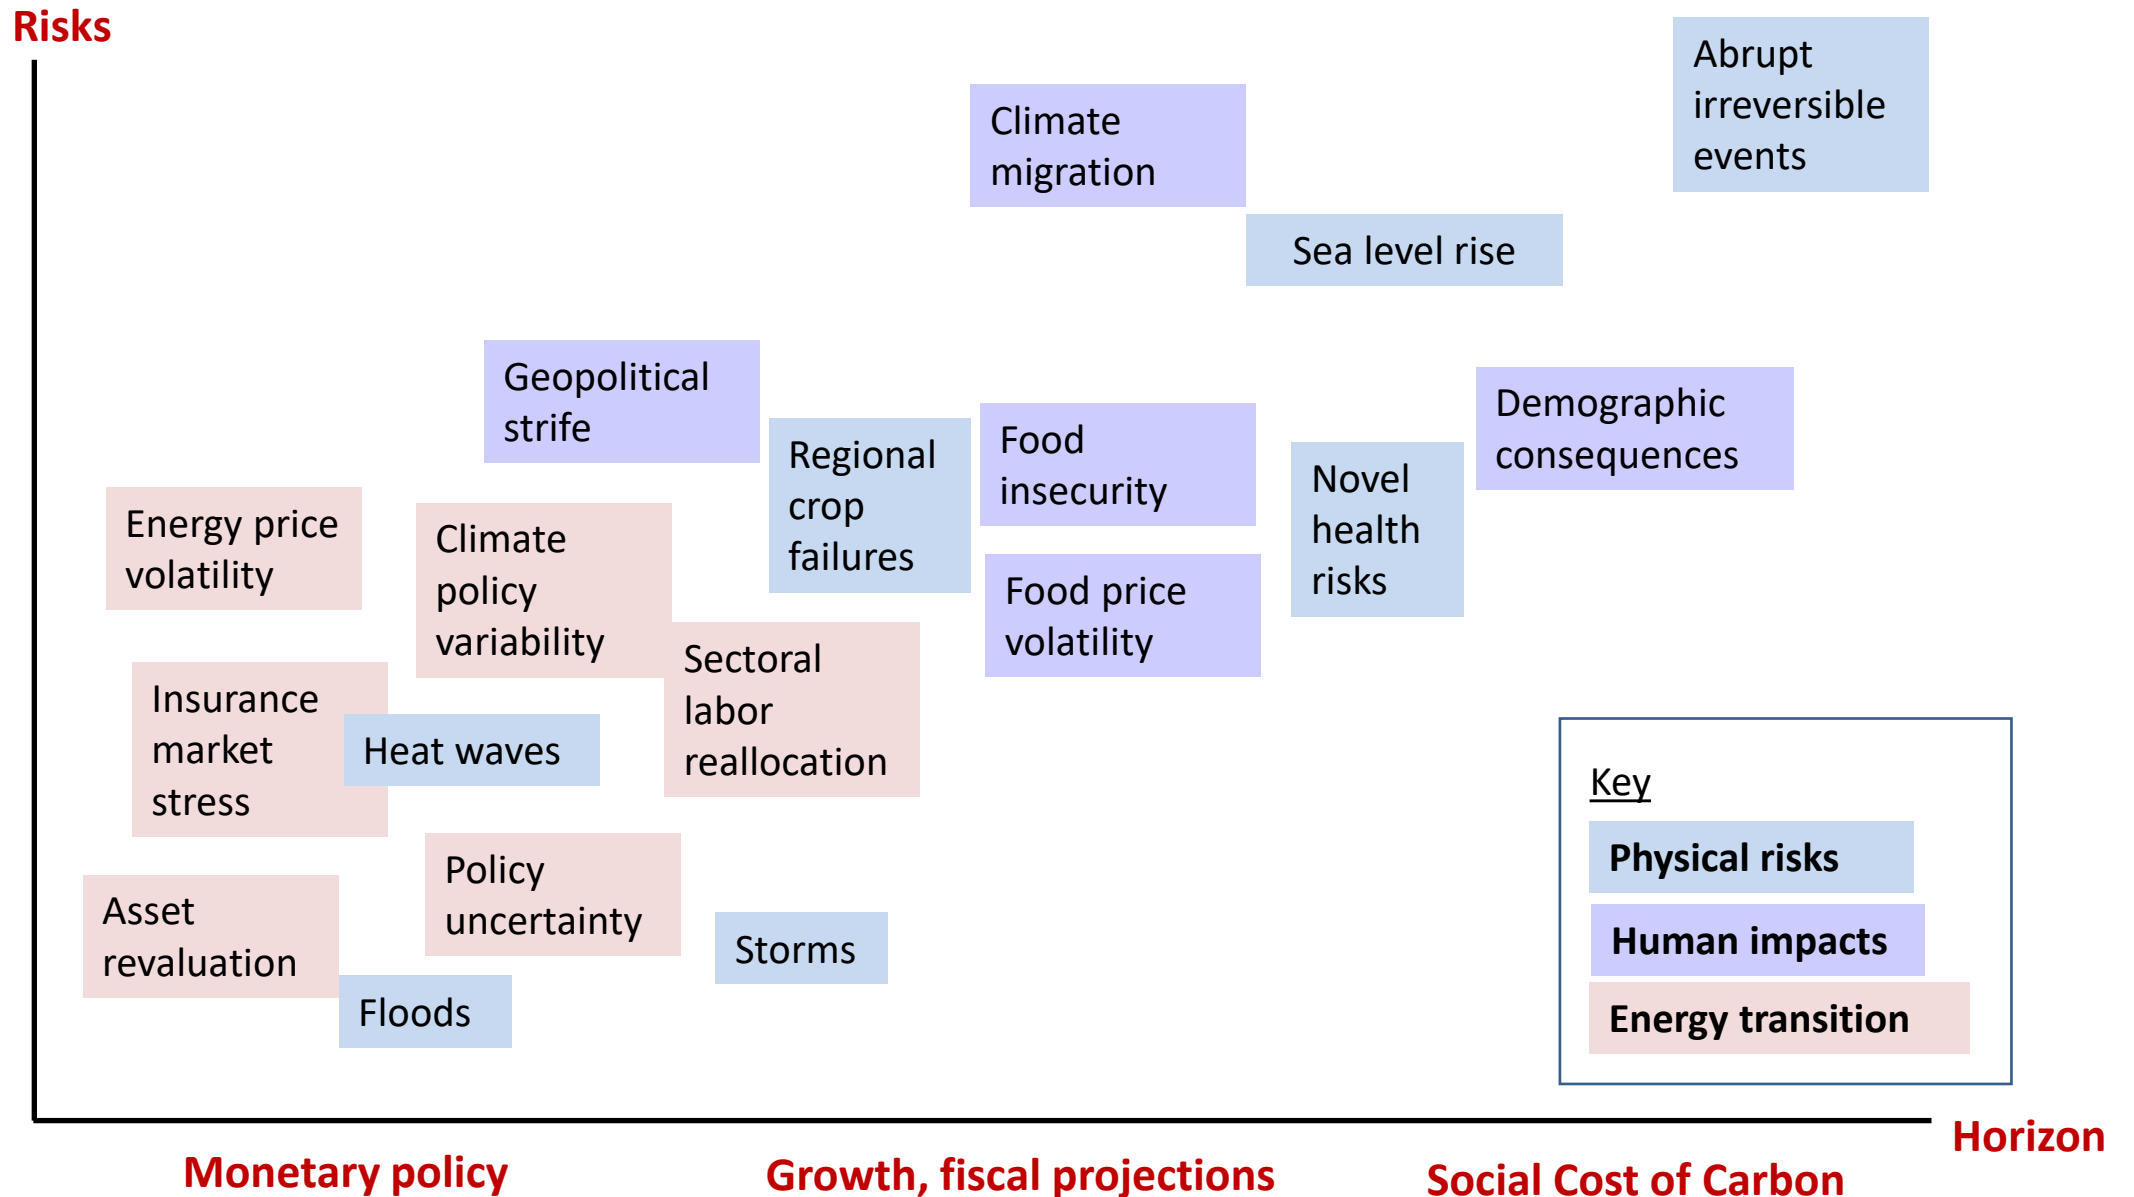 Risks
Abrupt
irreversible
events
Climate
migration
Sea level rise
Geopolitical
strife
Demographic
consequences
Regional
crop
failures
Food
insecurity
Novel
health
risks
Energy price
volatility
Climate
policy
variability
Food price
volatility
Sectoral
labor
reallocation
Insurance
market
stress
Heat waves
Policy
uncertainty
Asset
revaluation
Storms
Floods
Key
Physical risks
Human impacts
Energy transition
Horizon
Monetary policy
Growth, fiscal projections
Social Cost of Carbon